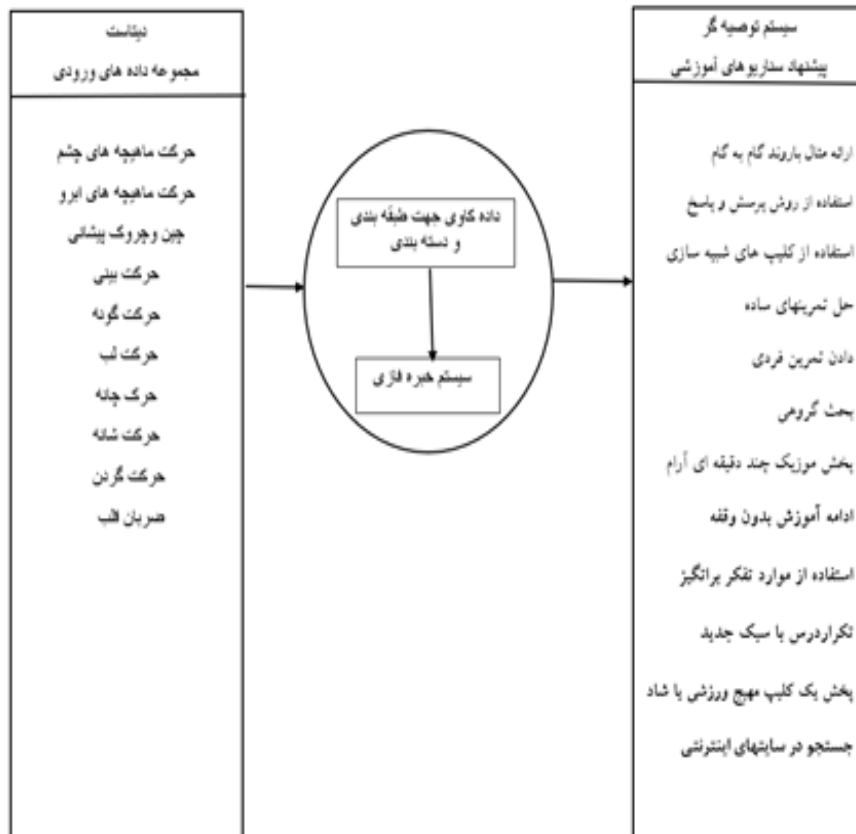 دیتاست
مجموعه داده های ورودی
حرکت ماهیچه های چشم
حرکت ماهیچه های ابرو
چین وچروک پیشانی
حرکت بینی
حرکت گونه
حرکت لب
حرک چانه
حرکت شانه
حرکت گردن
ضربان قلب
داده کاوی جهت طبقه بندی
و دسته بندی
سیستم خبره فازی
سیستم توصیه گر
پیشنهاد سناریو های آموزشی
ارائه مثال باروند گام به گام
استفاده از روش پرسش و پاسخ
استفاده از کلیپ های شبیه سازی
حل تمرینهای ساده
دادن تمرین فردی
بحث گروهی
پخش موزیک چند دقیقه ای آرام
ادامه آموزش بدون وقفه
استفاده از موارد تفکر برانگیز
تکراردرس با سبک جدید
پخش یک کلیپ مهیج ورزشی یا شاد
جستجو در سایتهای اینترنتی